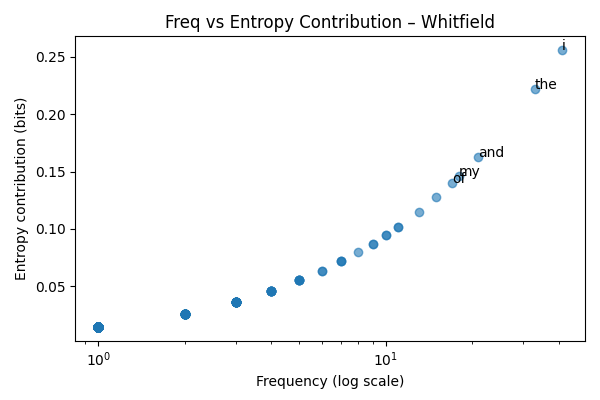 Freq vs Entropy Contribution – Whitfield
Entropy contribution (bits)
0.25
0.20
0.15
0.10
0.05
i
the
and
my
of
10⁰
10¹
Frequency (log scale)